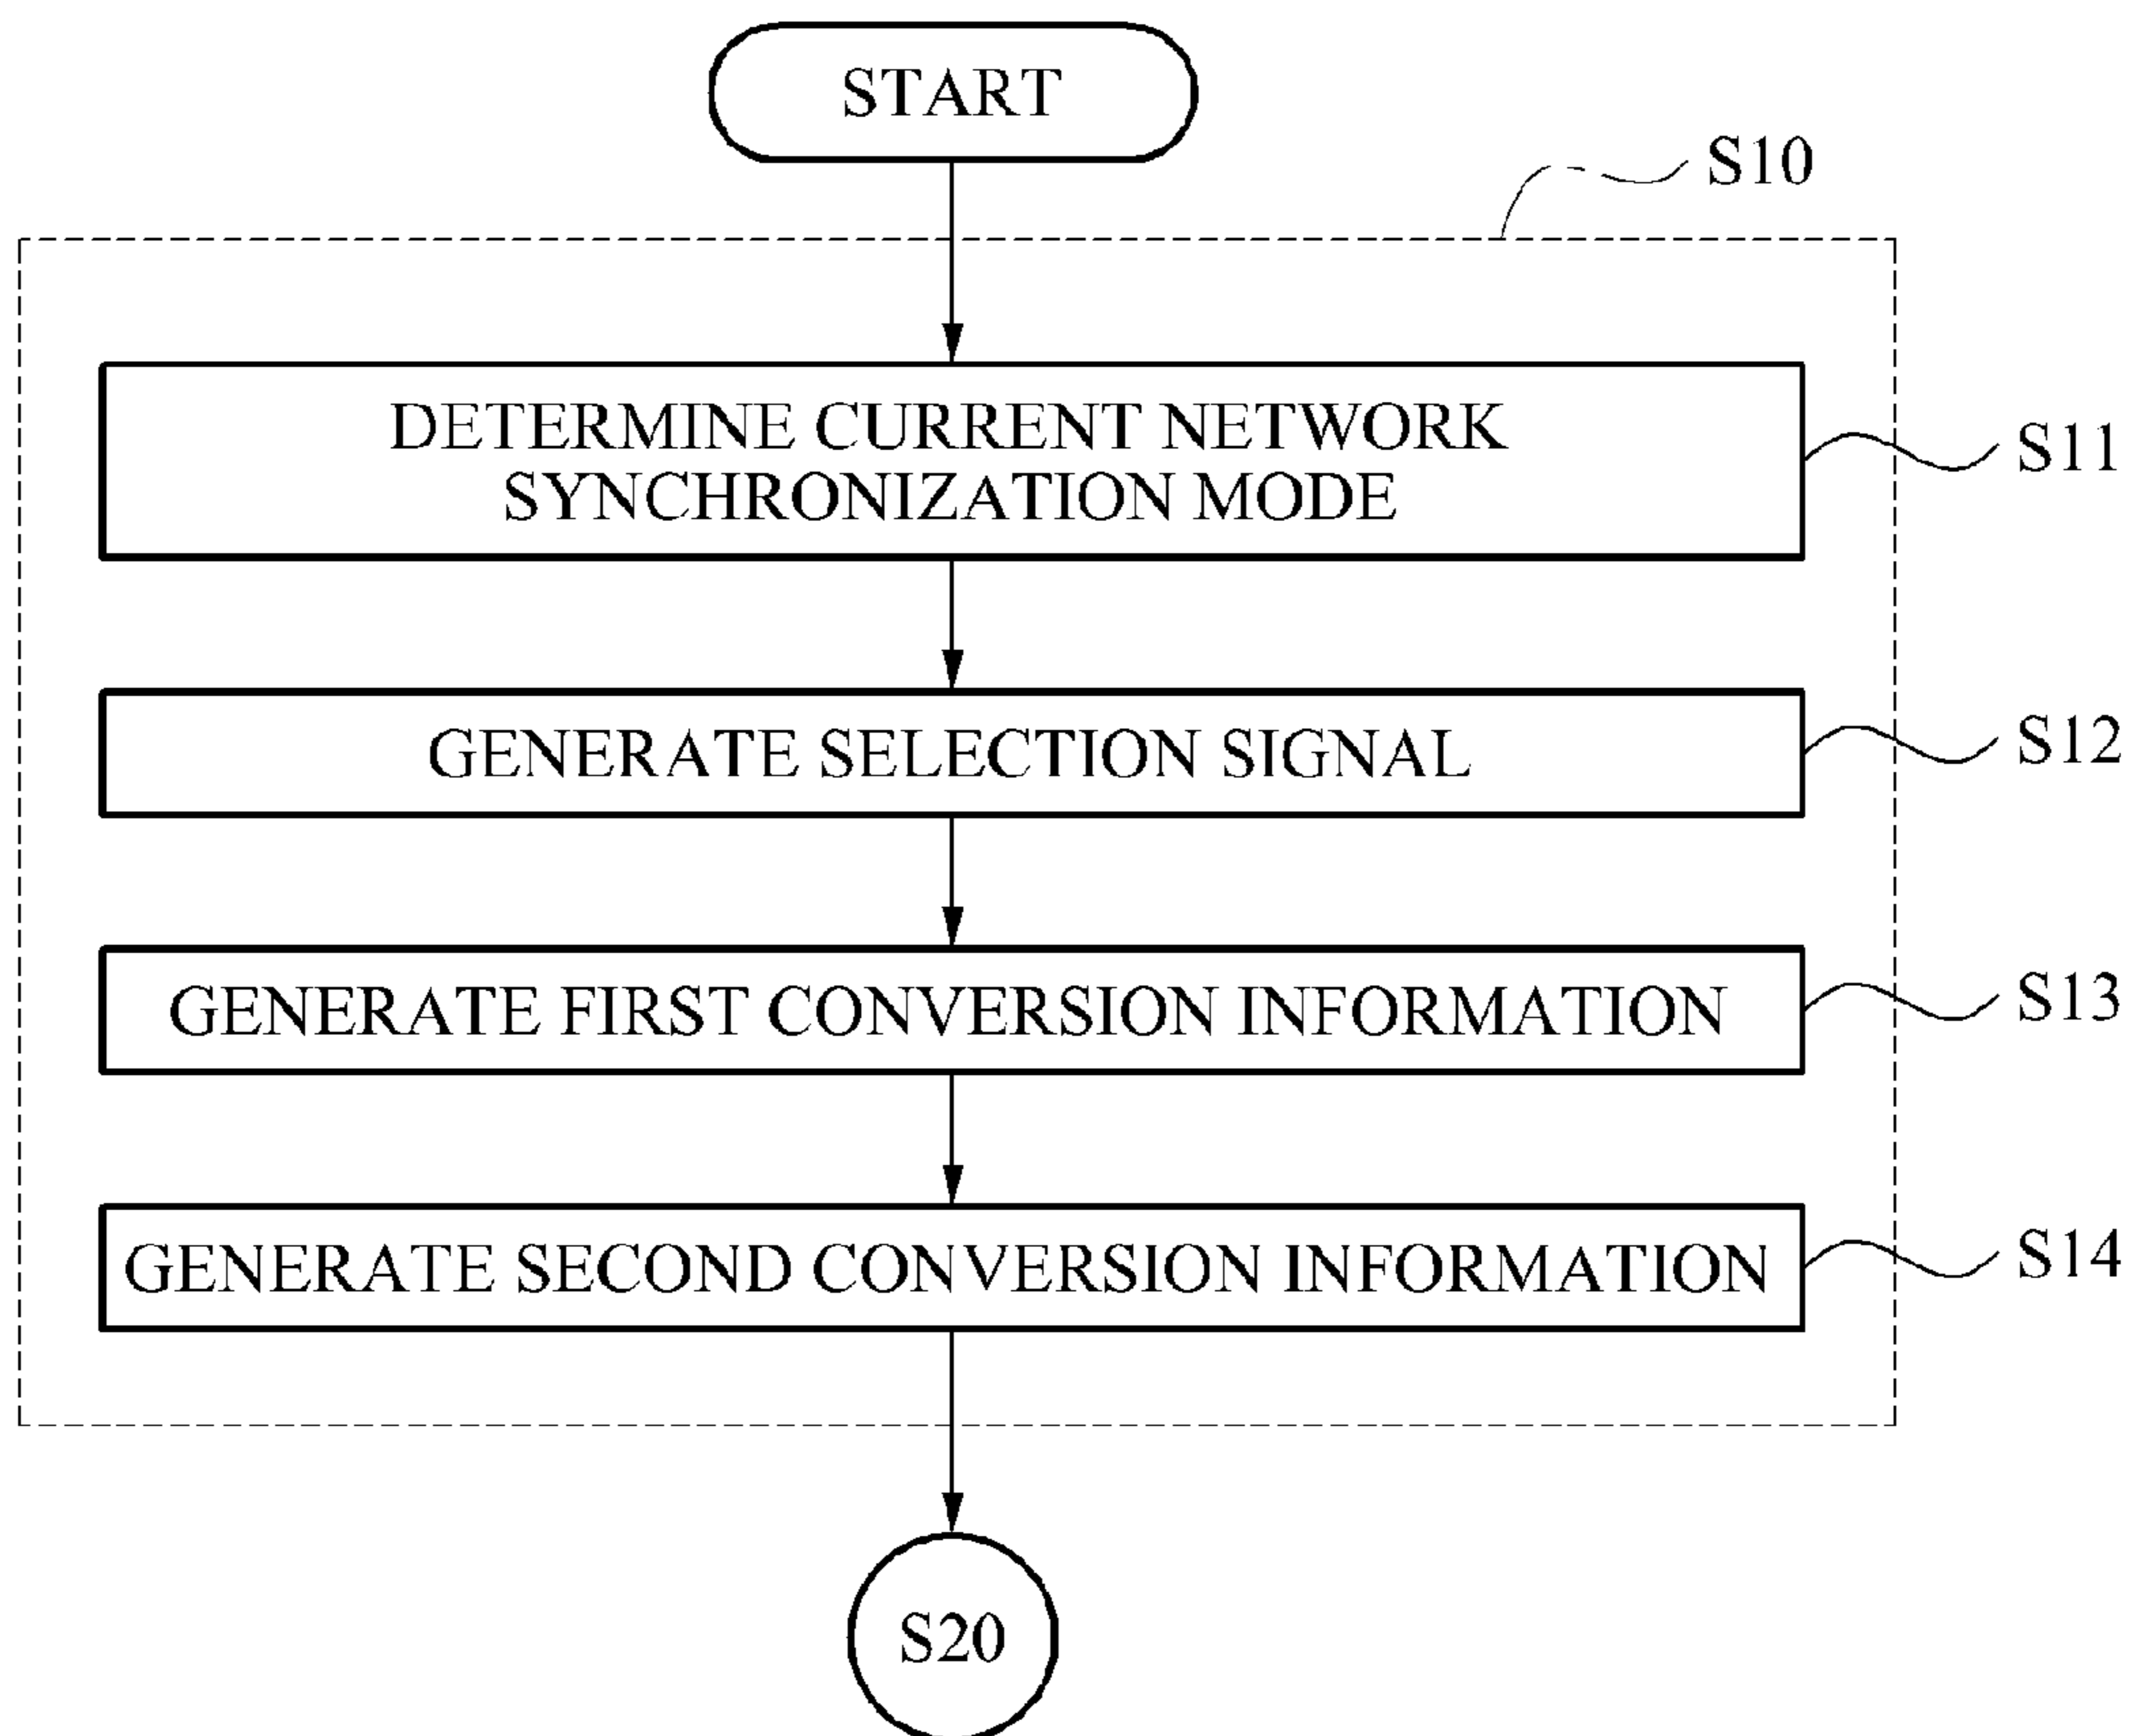 START
S10
DETERMINE CURRENT NETWORK
SYNCHRONIZATION MODE
S11
GENERATE SELECTION SIGNAL
S12
GENERATE FIRST CONVERSION INFORMATION
S13
GENERATE SECOND CONVERSION INFORMATION
S14
S20